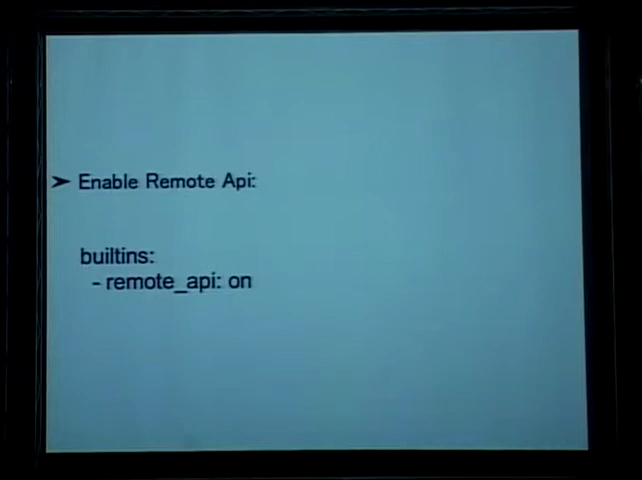 ➢ Enable Remote Api:
builtins:
- remote_api: on